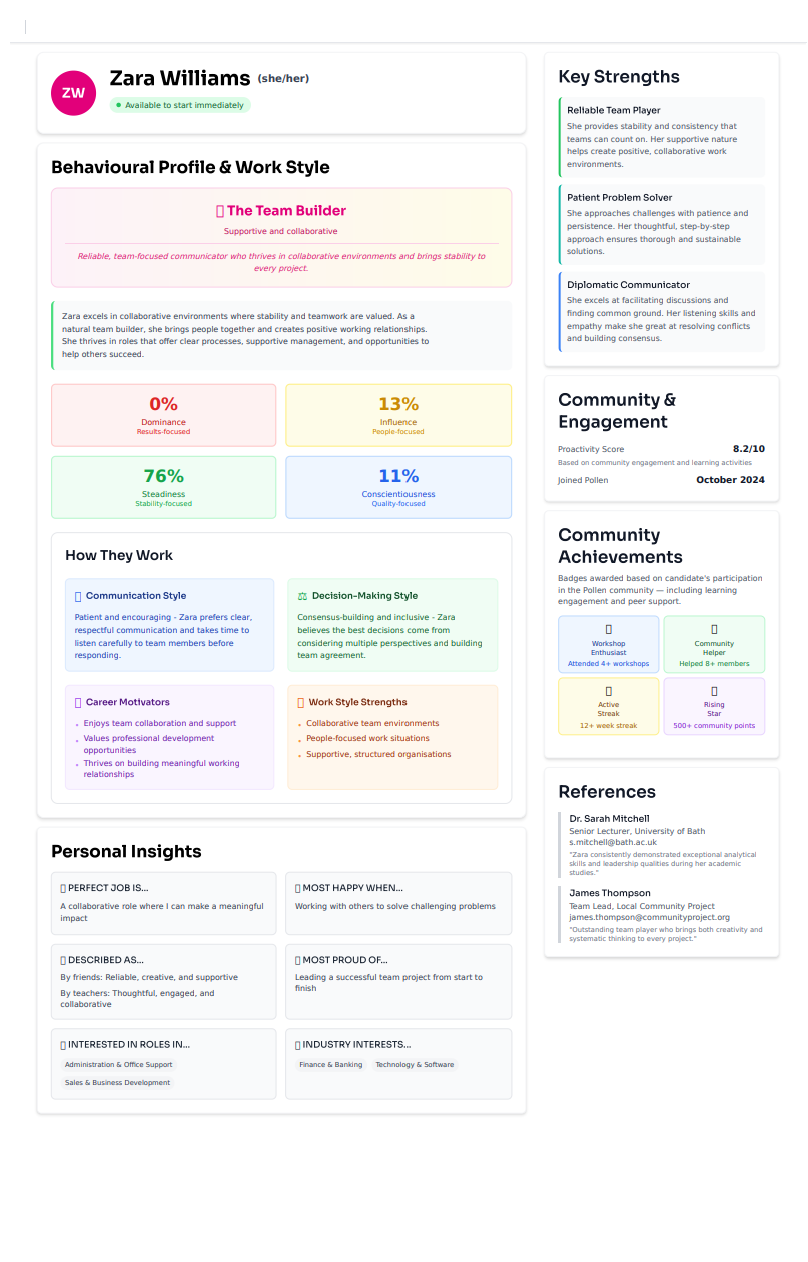 ZW
Zara Williams (she/her)
Available to start immediately
Behavioural Profile & Work Style
The Team Builder
Supportive and collaborative
Reliable, team-focused communicator who thrives in collaborative environments and brings stability to
every project.
Zara excels in collaborative environments where stability and teamwork are valued. As a
natural team builder, she brings people together and creates positive working relationships.
She thrives in roles that offer clear processes, supportive management, and opportunities to
help others succeed.
0%
Dominance
Results-focused
13%
Influence
People-focused
76%
Steadiness
Stability-focused
11%
Conscientiousness
Quality-focused
How They Work
Communication Style
Patient and encouraging - Zara prefers clear,
respectful communication and takes time to
listen carefully to team members before
responding.
Decision-Making Style
Consensus-building and inclusive - Zara
believes the best decisions come from
considering multiple perspectives and building
team agreement.
Career Motivators
• Enjoys team collaboration and support
• Values professional development
opportunities
• Thrives on building meaningful working
relationships
Work Style Strengths
• Collaborative team environments
• People-focused work situations
• Supportive, structured organisations
Personal Insights
PERFECT JOB IS...
A collaborative role where I can make a meaningful
impact
MOST HAPPY WHEN...
Working with others to solve challenging problems
DESCRIBED AS...
By friends: Reliable, creative, and supportive
By teachers: Thoughtful, engaged, and
collaborative
MOST PROUD OF...
Leading a successful team project from start to
finish
INTERESTED IN ROLES IN...
Administration & Office Support
Sales & Business Development
INDUSTRY INTERESTS...
Finance & Banking Technology & Software
Key Strengths
Reliable Team Player
She provides stability and consistency that
teams can count on. Her supportive nature
helps create positive, collaborative work
environments.
Patient Problem Solver
She approaches challenges with patience and
persistence. Her thoughtful, step-by-step
approach ensures thorough and sustainable
solutions.
Diplomatic Communicator
She excels at facilitating discussions and
finding common ground. Her listening skills and
empathy make she great at resolving conflicts
and building consensus.
Community &
Engagement
Proactivity Score 8.2/10
Based on community engagement and learning activities
Joined Pollen October 2024
Community
Achievements
Badges awarded based on candidate's participation
in the Pollen community — including learning
engagement and peer support.
Workshop
Enthusiast
Attended 4+ workshops
Community
Helper
Helped 8+ members
Active
Streak
12+ week streak
Rising
Star
500+ community points
References
Dr. Sarah Mitchell
Senior Lecturer, University of Bath
s.mitchell@bath.ac.uk
"Zara consistently demonstrated exceptional analytical
skills and leadership qualities during her academic
studies."
James Thompson
Team Lead, Local Community Project
james.thompson@communityproject.org
"Outstanding team player who brings both creativity and
systematic thinking to every project."